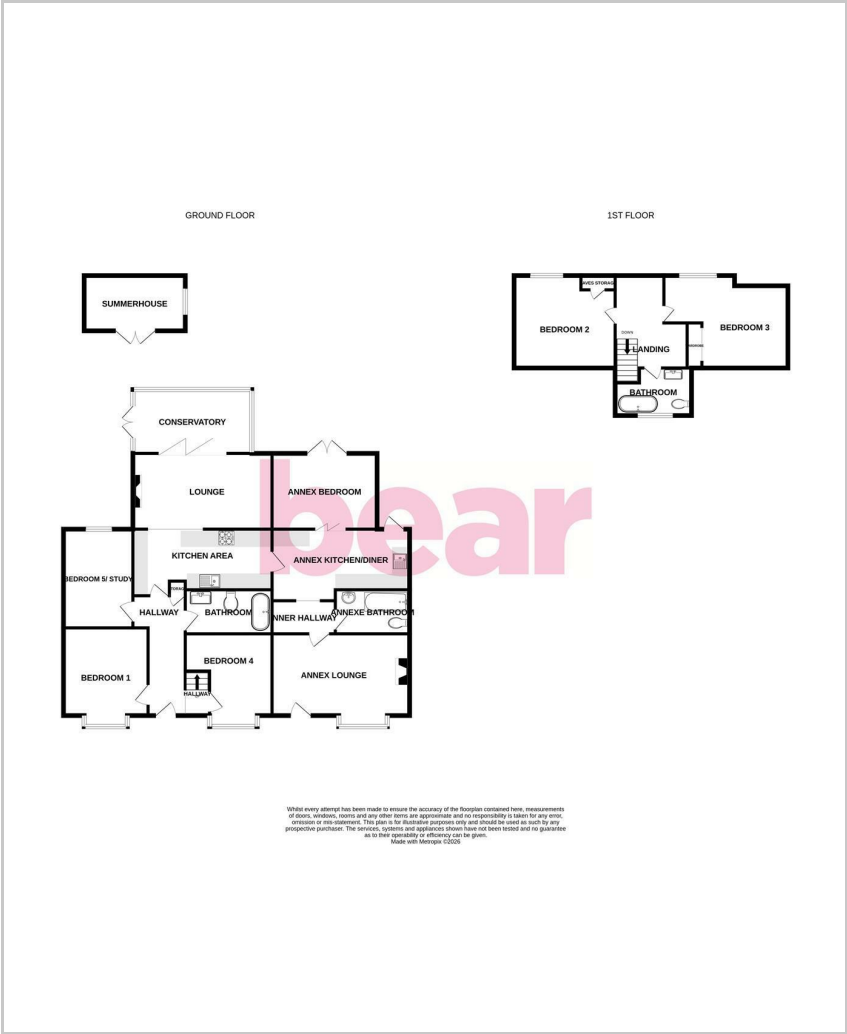 GROUND FLOOR
1ST FLOOR
SUMMERHOUSE
AVES STORAG
BEDROOM 2
BEDROOM 3
DOWN
LANDING
BATHROOM
CONSERVATORY
LOUNGE
ANNEX BEDROOM
bear
KITCHEN AREA
ANNEX KITCHEN/DINER
BEDROOM 5/ STUDY
HALLWAY
BATHROOM
NNER HALLWAY
ANNEXE BATHROOM
BEDROOM 4
BEDROOM 1
ANNEX LOUNGE
HALLWAY
Whilst every attempt has been made to ensure the accuracy of the floorplan contained here, measurements
of doors, windows, rooms and any other items are approximate and no responsibility is taken for any error,
omission or mis-statement. This plan is for illustrative purposes only and should be used as such by any
prospective purchaser. The services, systems and appliances shown have not been tested and no guarantee
as to their operability or efficiency can be given.
Made with Metropix ©2026